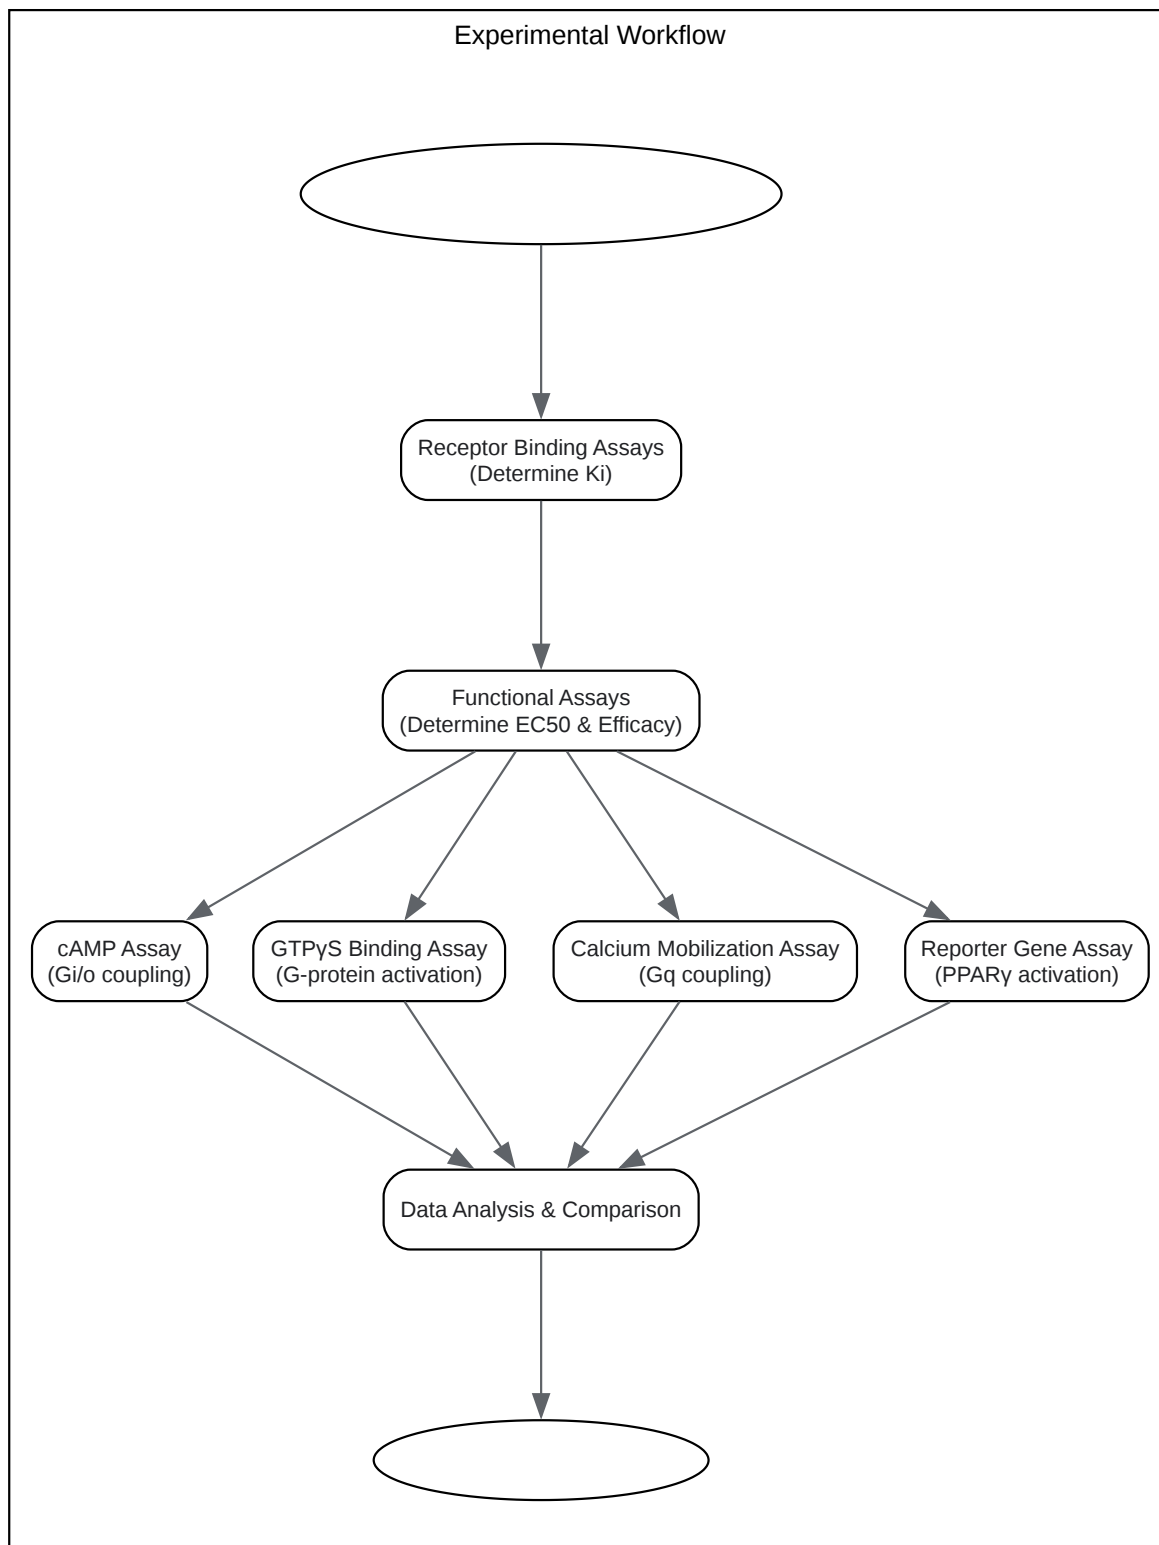 Experimental Workflow
Receptor Binding Assays
(Determine Ki)
Functional Assays
(Determine EC50 & Efficacy)
cAMP Assay
(Gi/o coupling)
GTPγS Binding Assay
(G-protein activation)
Calcium Mobilization Assay
(Gq coupling)
Reporter Gene Assay
(PPARγ activation)
Data Analysis & Comparison